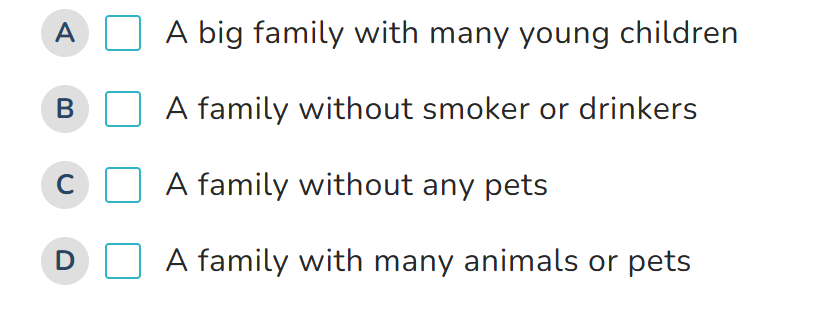 A A big family with many young children
B A family without smoker or drinkers
C A family without any pets
D A family with many animals or pets